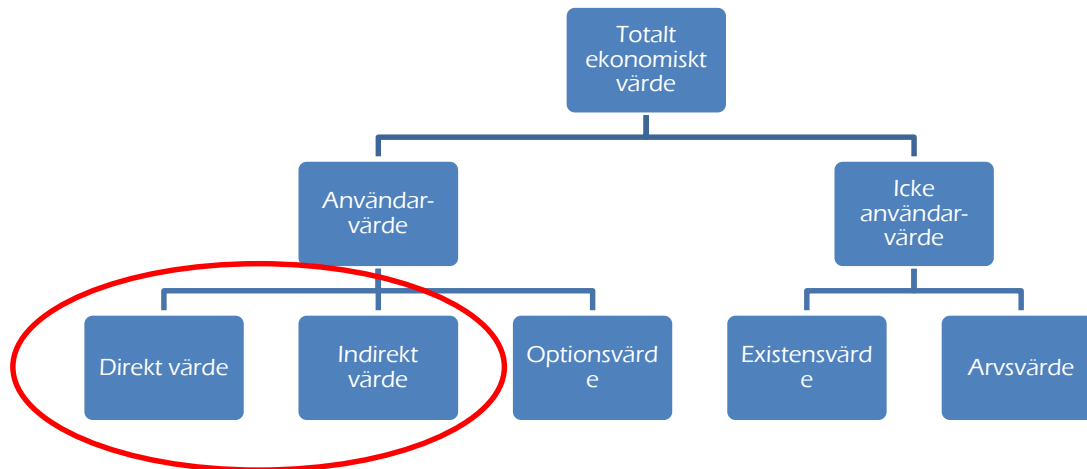 Totalt
ekonomiskt
värde
Användar-
värde
Icke
användar-
värde
Direkt värde
Indirekt
värde
Optionsvärd
e
Existensvärd
e
Arvsvärde